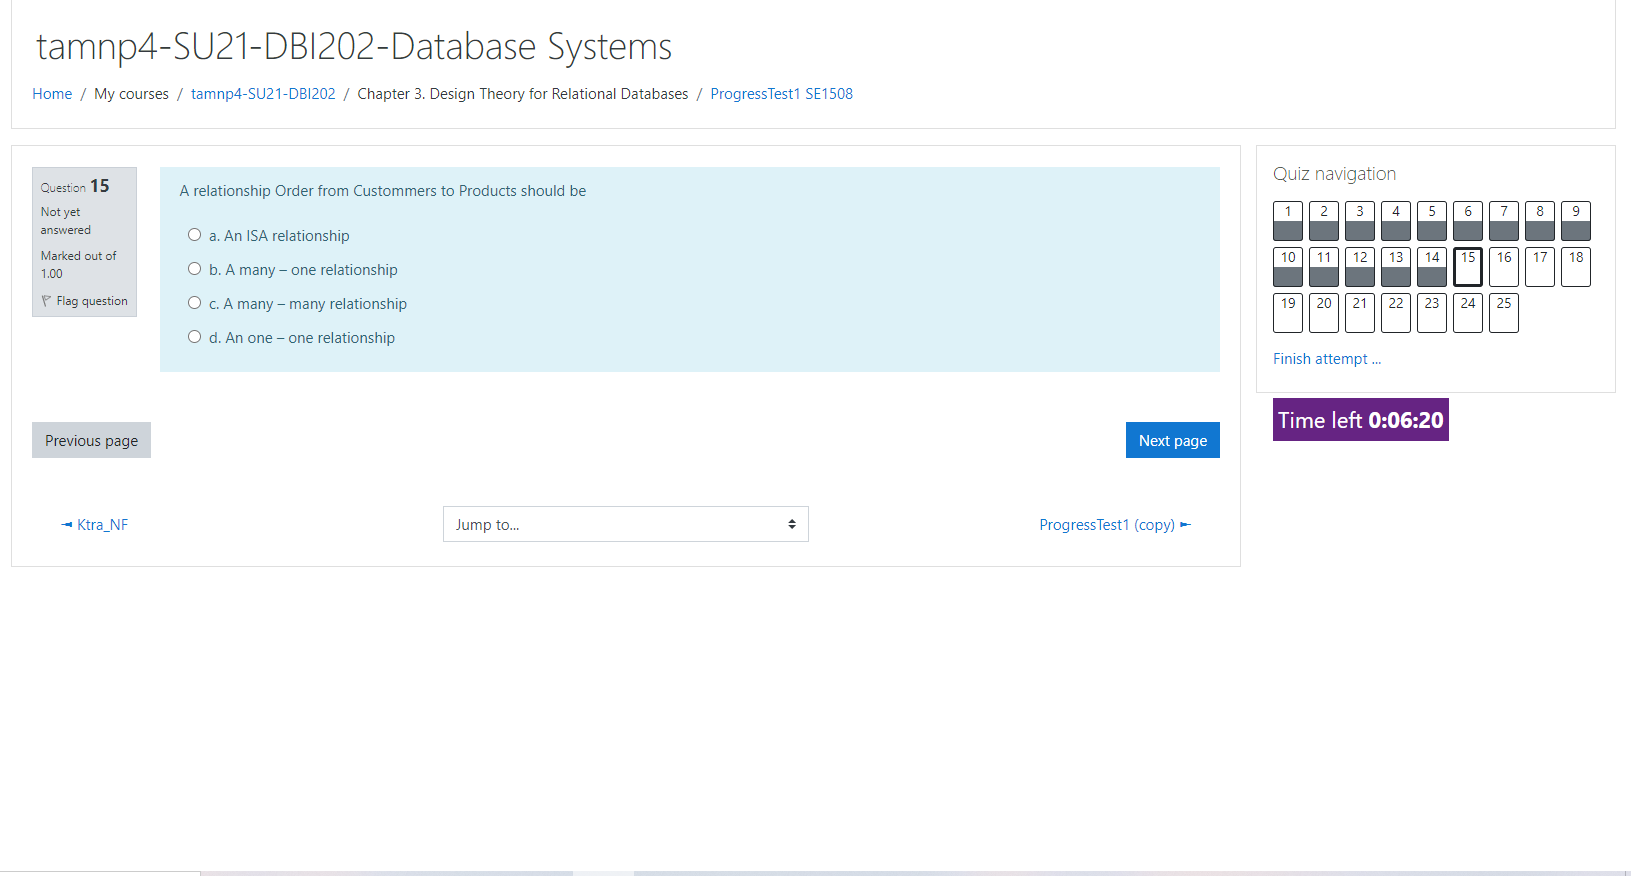 tamnp4-SU21-DBI202-Database Systems
Home / My courses / tamnp4-SU21-DBI202 / Chapter 3. Design Theory for Relational Databases / ProgressTest1 SE1508
Question 15
Not yet
answered
Marked out of
1.00
Flag question
A relationship Order from Custommers to Products should be
a. An ISA relationship
b. A many – one relationship
c. A many – many relationship
d. An one – one relationship
Previous page
Next page
◄ Ktra_NF
Jump to...
ProgressTest1 (copy) ►
Quiz navigation
1 2 3 4 5 6 7 8 9
10 11 12 13 14 15 16 17 18
19 20 21 22 23 24 25
Finish attempt ...
Time left 0:06:20